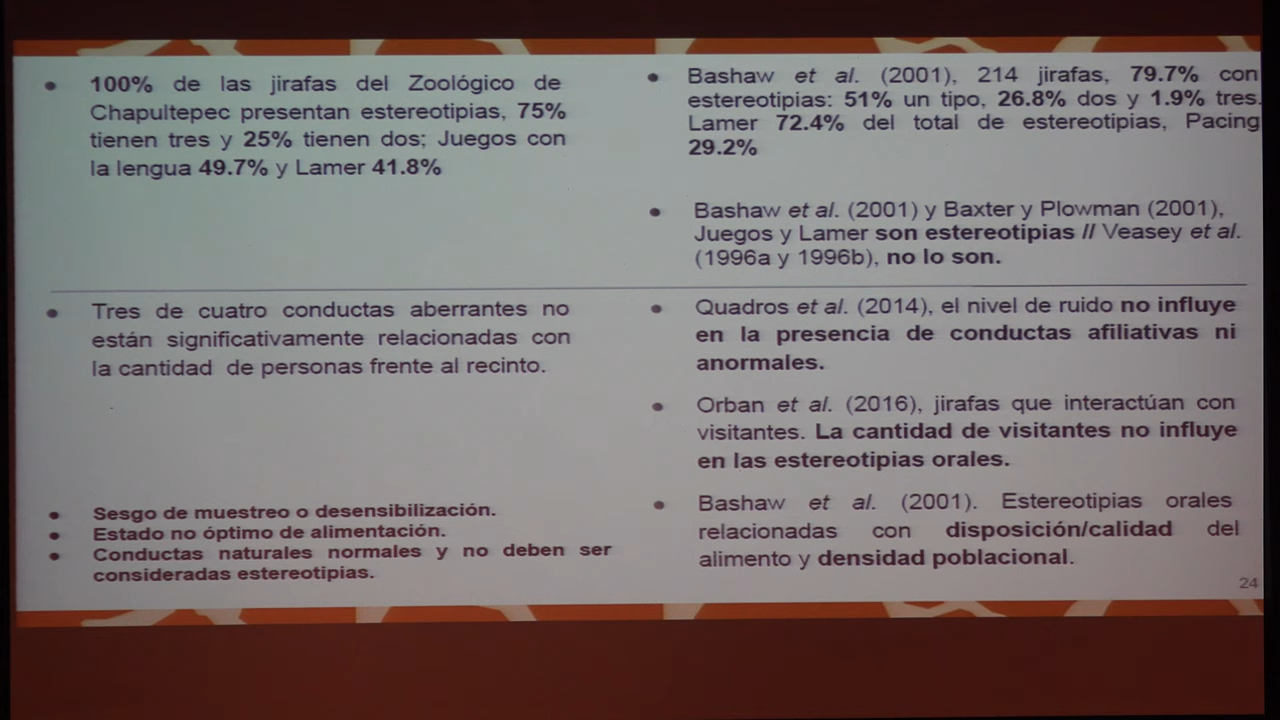 100% de las jirafas del Zoológico de
Chapultepec presentan estereotipias, 75%
tienen tres y 25% tienen dos; Juegos con
la lengua 49.7% y Lamer 41.8%
Bashaw et al. (2001), 214 jirafas, 79.7% con
estereotipias: 51% un tipo, 26.8% dos y 1.9% tres.
Lamer 72.4% del total de estereotipias, Pacing
29.2%
Bashaw et al. (2001) y Baxter y Plowman (2001),
Juegos y Lamer son estereotipias // Veasey et al.
(1996a y 1996b), no lo son.
Tres de cuatro conductas aberrantes no
están significativamente relacionadas con
la cantidad de personas frente al recinto.
Quadros et al. (2014), el nivel de ruido no influye
en la presencia de conductas afiliativas ni
anormales.
Orban et al. (2016), jirafas que interactúan con
visitantes. La cantidad de visitantes no influye
en las estereotipias orales.
Sesgo de muestreo o desensibilización.
Estado no óptimo de alimentación.
Conductas naturales normales y no deben ser
consideradas estereotipias.
Bashaw et al. (2001). Estereotipias orales
relacionadas con disposición/calidad del
alimento y densidad poblacional.
24